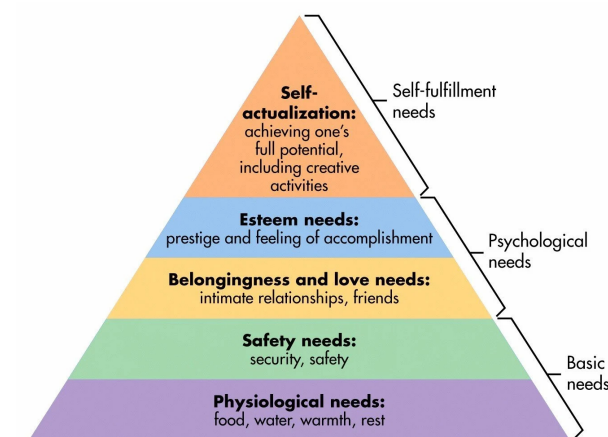 Self-
actualization:
achieving one's
full potential,
including creative
activities
Self-fulfillment
needs
Esteem needs:
prestige and feeling of accomplishment
Psychological
needs
Belongingness and love needs:
intimate relationships, friends
Safety needs:
security, safety
Basic
needs
Physiological needs:
food, water, warmth, rest